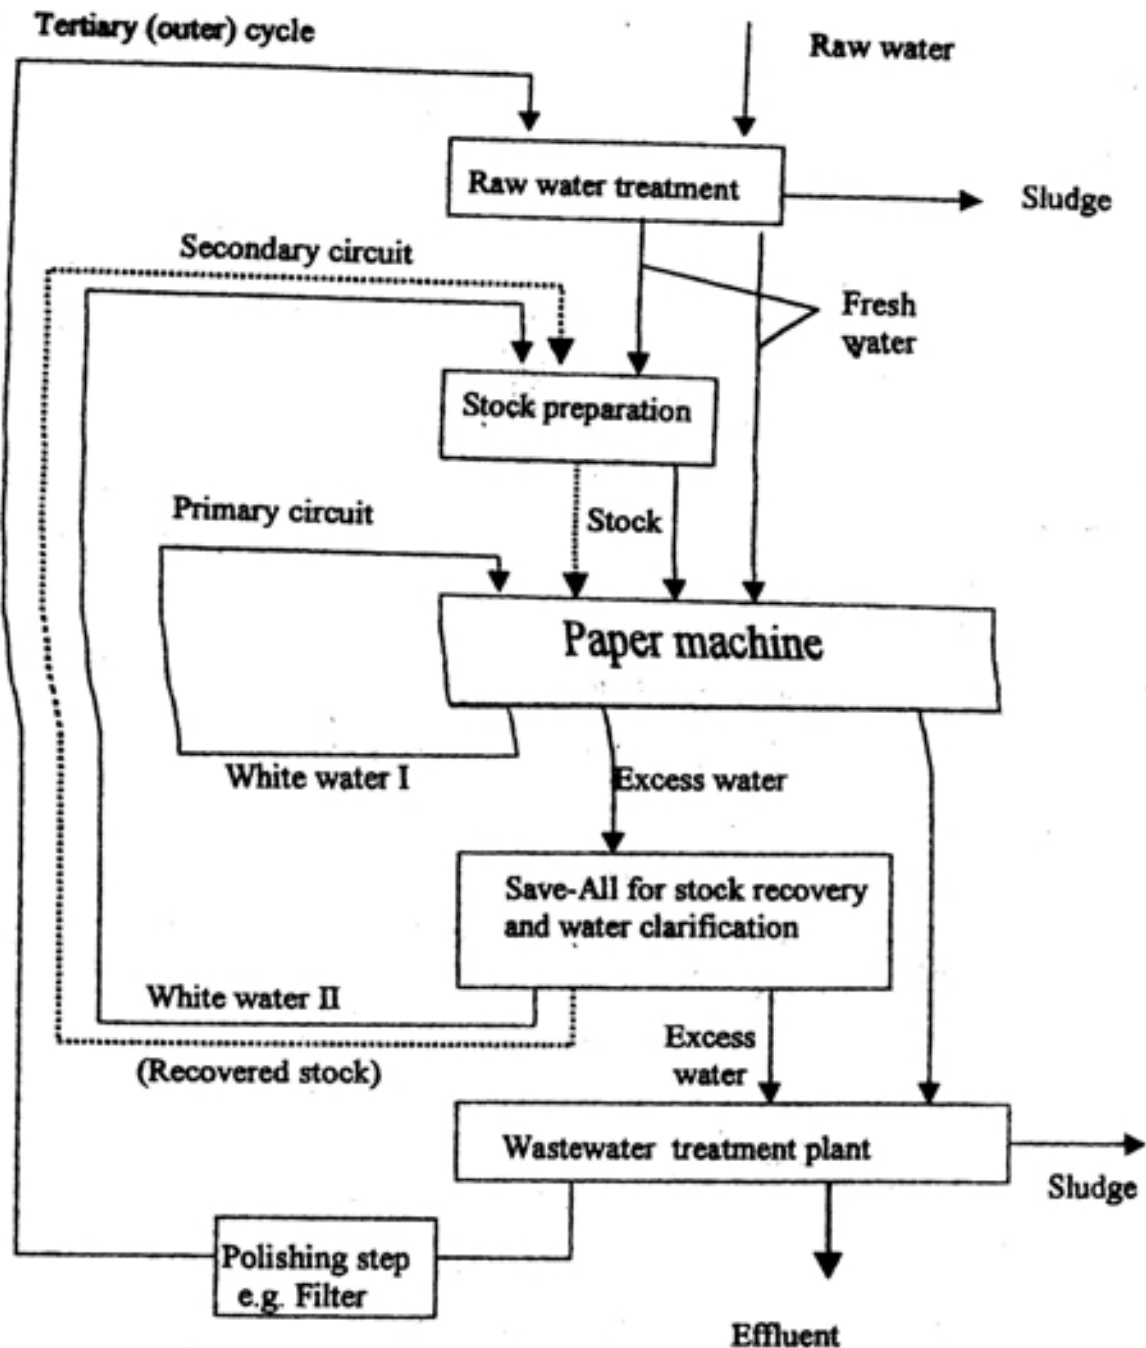 Tertiary (outer) cycle
Raw water
Raw water treatment
Sludge
Secondary circuit
Fresh
water
Stock preparation
Primary circuit
Stock
Paper machine
White water I
Excess water
Save-All for stock recovery
and water clarification
White water II
Excess
water
(Recovered stock)
Wastewater treatment plant
Sludge
Polishing step
e.g. Filter
Effluent